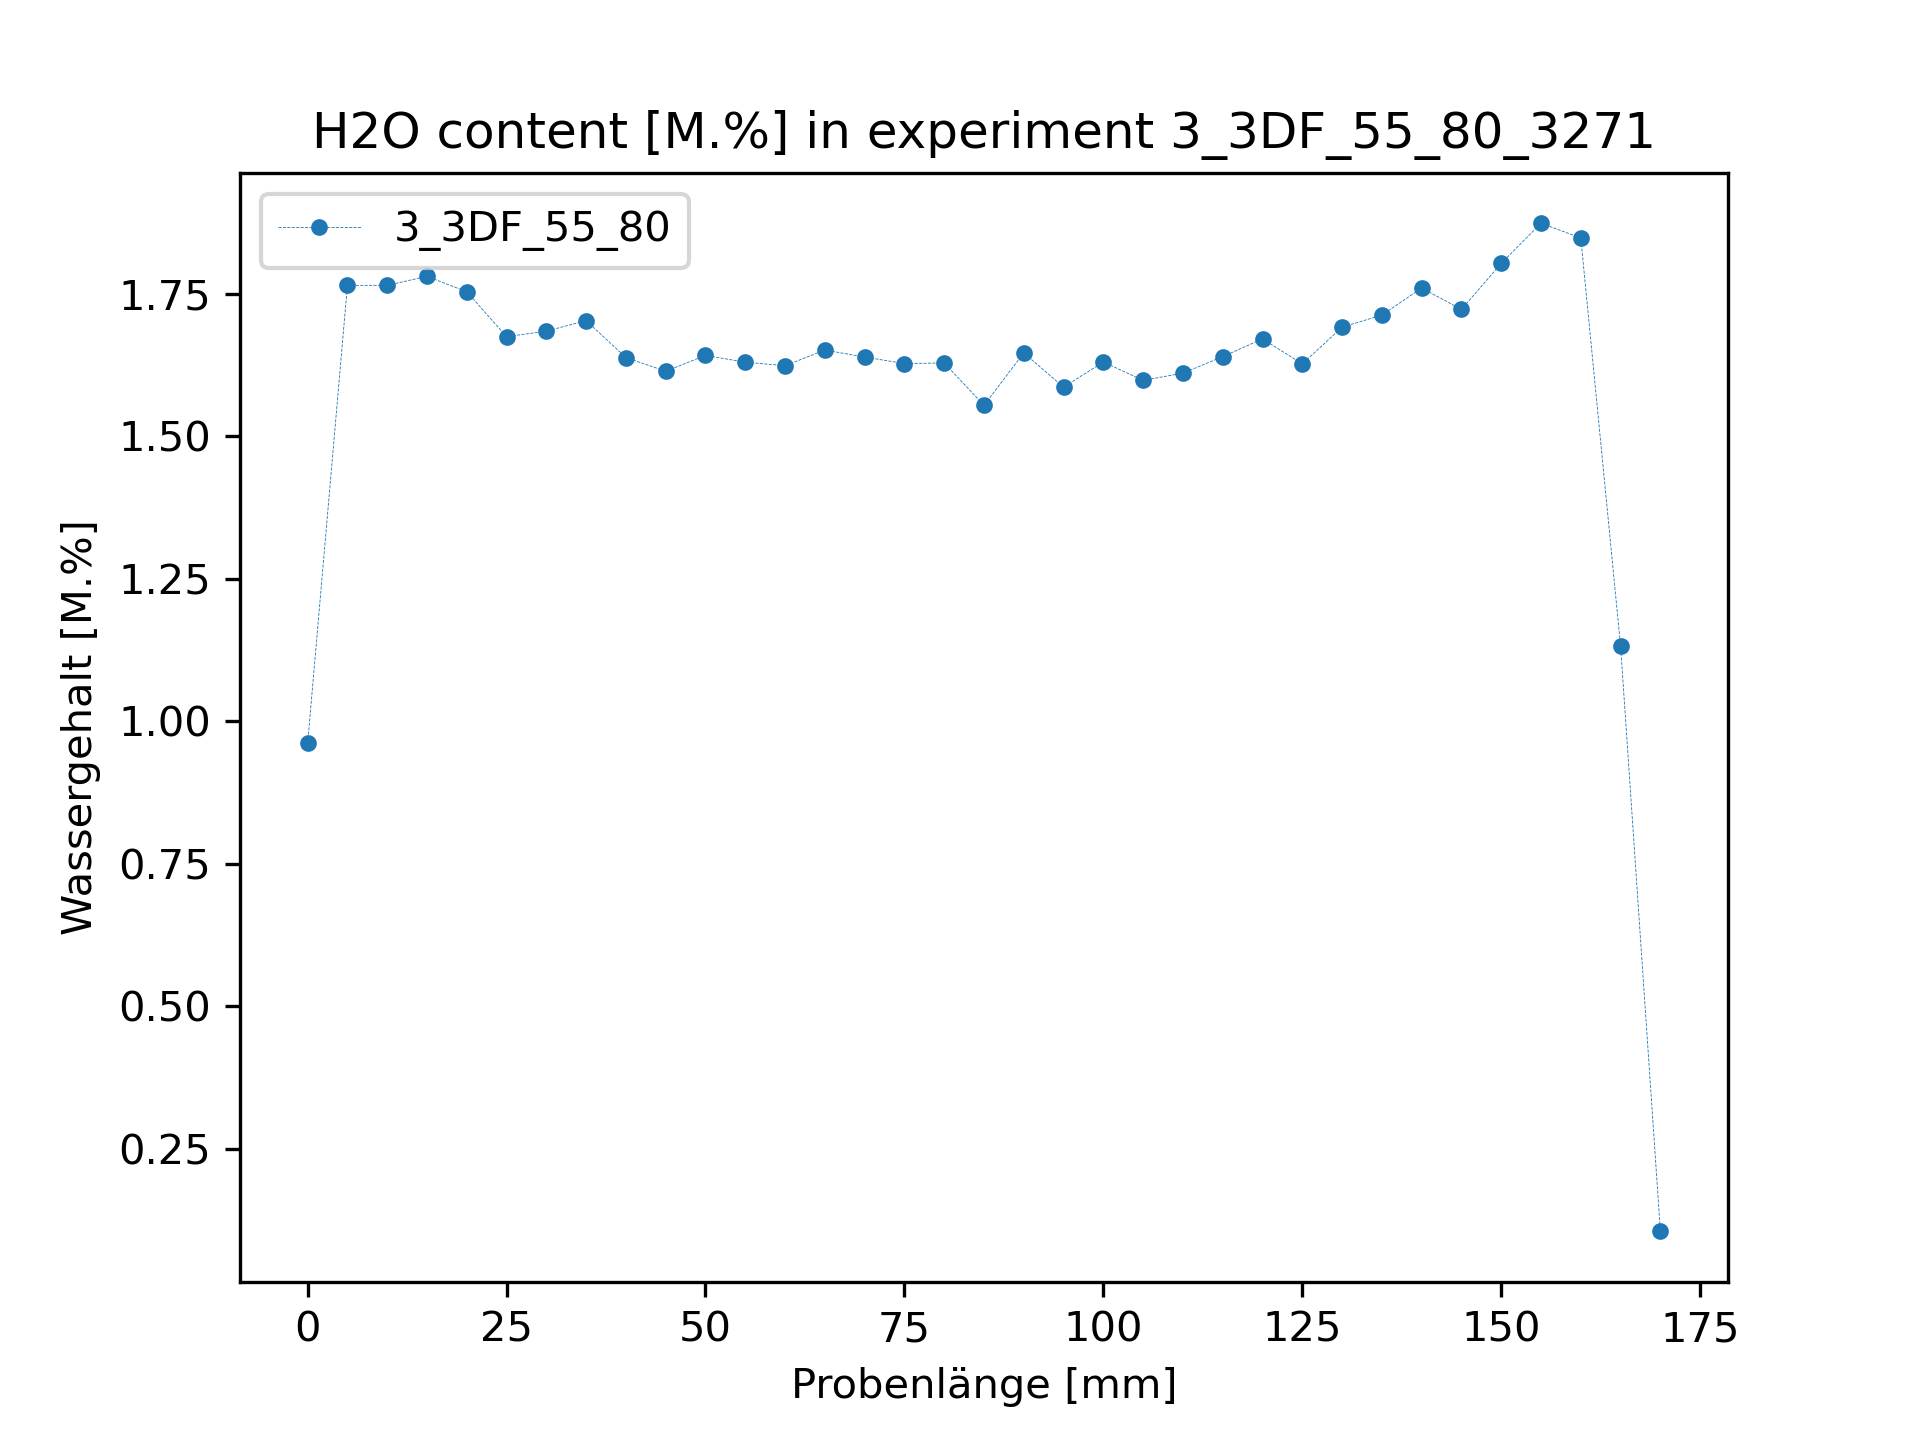 H2O content [M.%] in experiment 3_3DF_55_80_3271
3_3DF_55_80
1.75
1.50
1.25
1.00
0.75
0.50
0.25
Wassergehalt [M.%]
0 25 50 75 100 125 150 175
Probenlänge [mm]